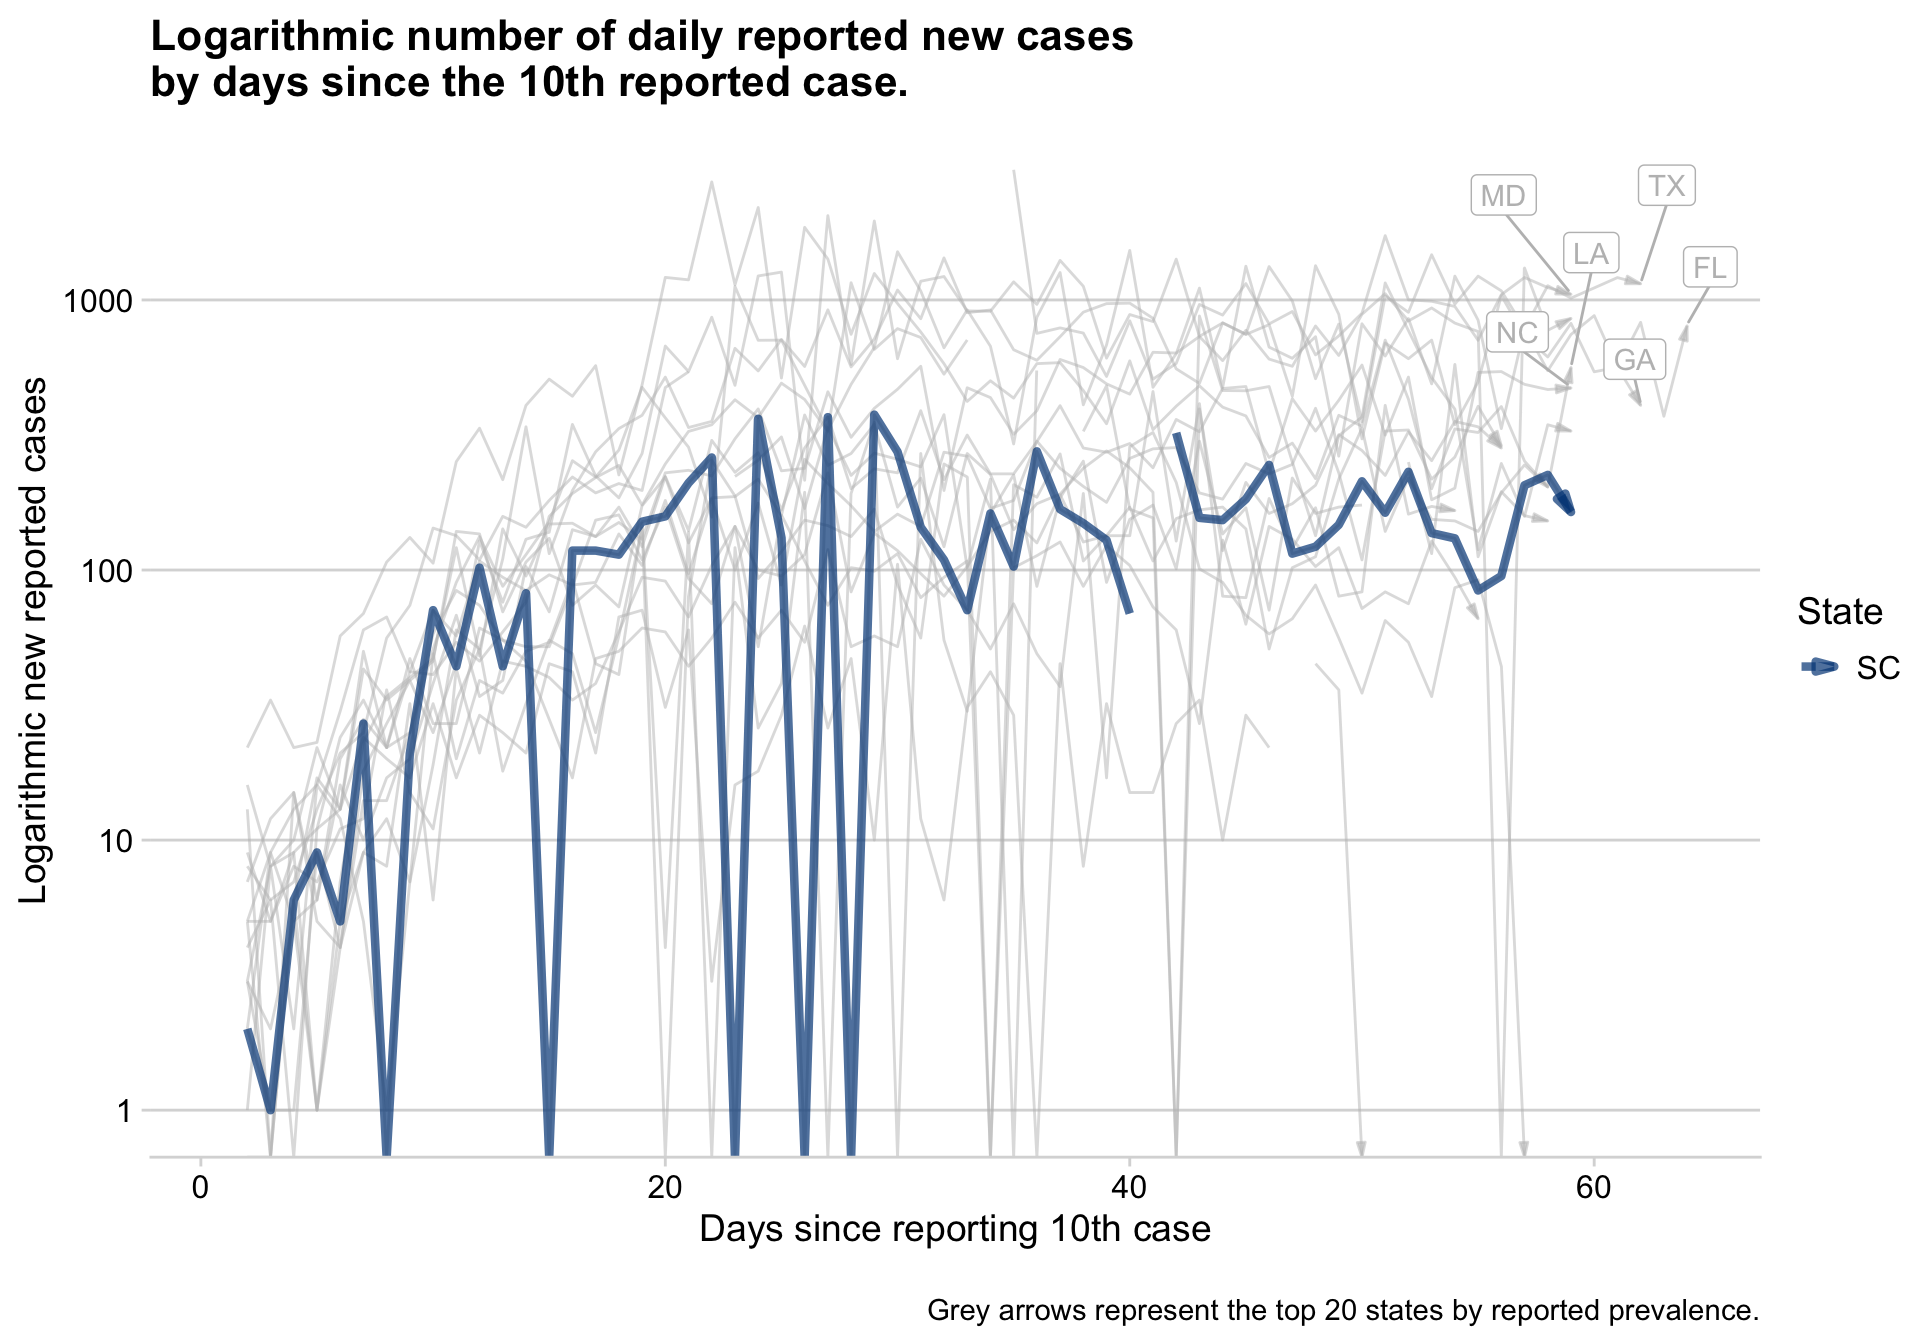 Logarithmic number of daily reported new cases
by days since the 10th reported case.
Logarithmic new reported cases
1000
100
10
1
MD
TX
LA
FL
NC
GA
State
SC
0
20
40
60
Days since reporting 10th case
Grey arrows represent the top 20 states by reported prevalence.